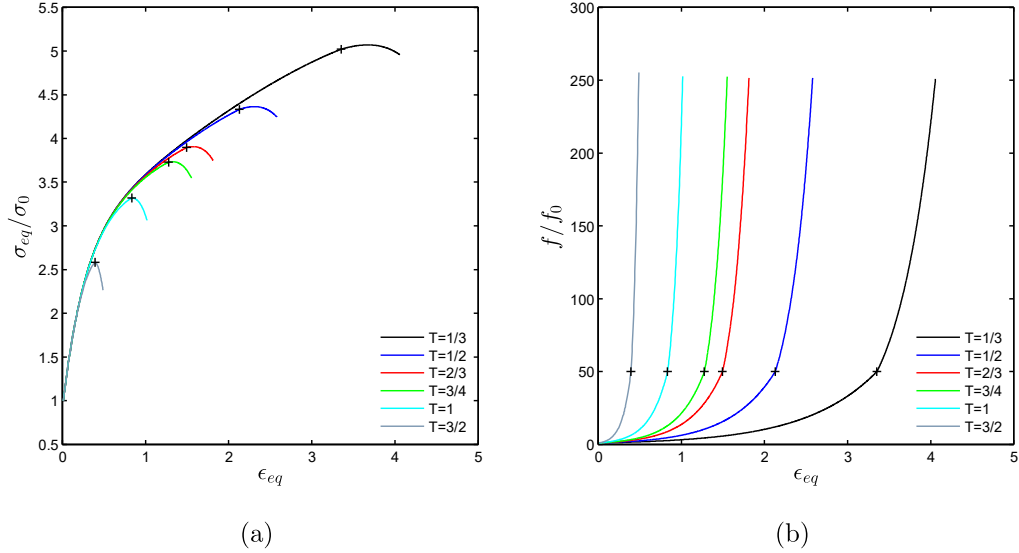 5.5
5
4.5
4
3.5
3
2.5
2
1.5
1
0.5
σ_eq/σ_0
0 1 2 3 4 5
ϵ_eq
T=1/3
T=1/2
T=2/3
T=3/4
T=1
T=3/2
(a)
300
250
200
150
100
50
0
f/f_0
0 1 2 3 4 5
ϵ_eq
T=1/3
T=1/2
T=2/3
T=3/4
T=1
T=3/2
(b)